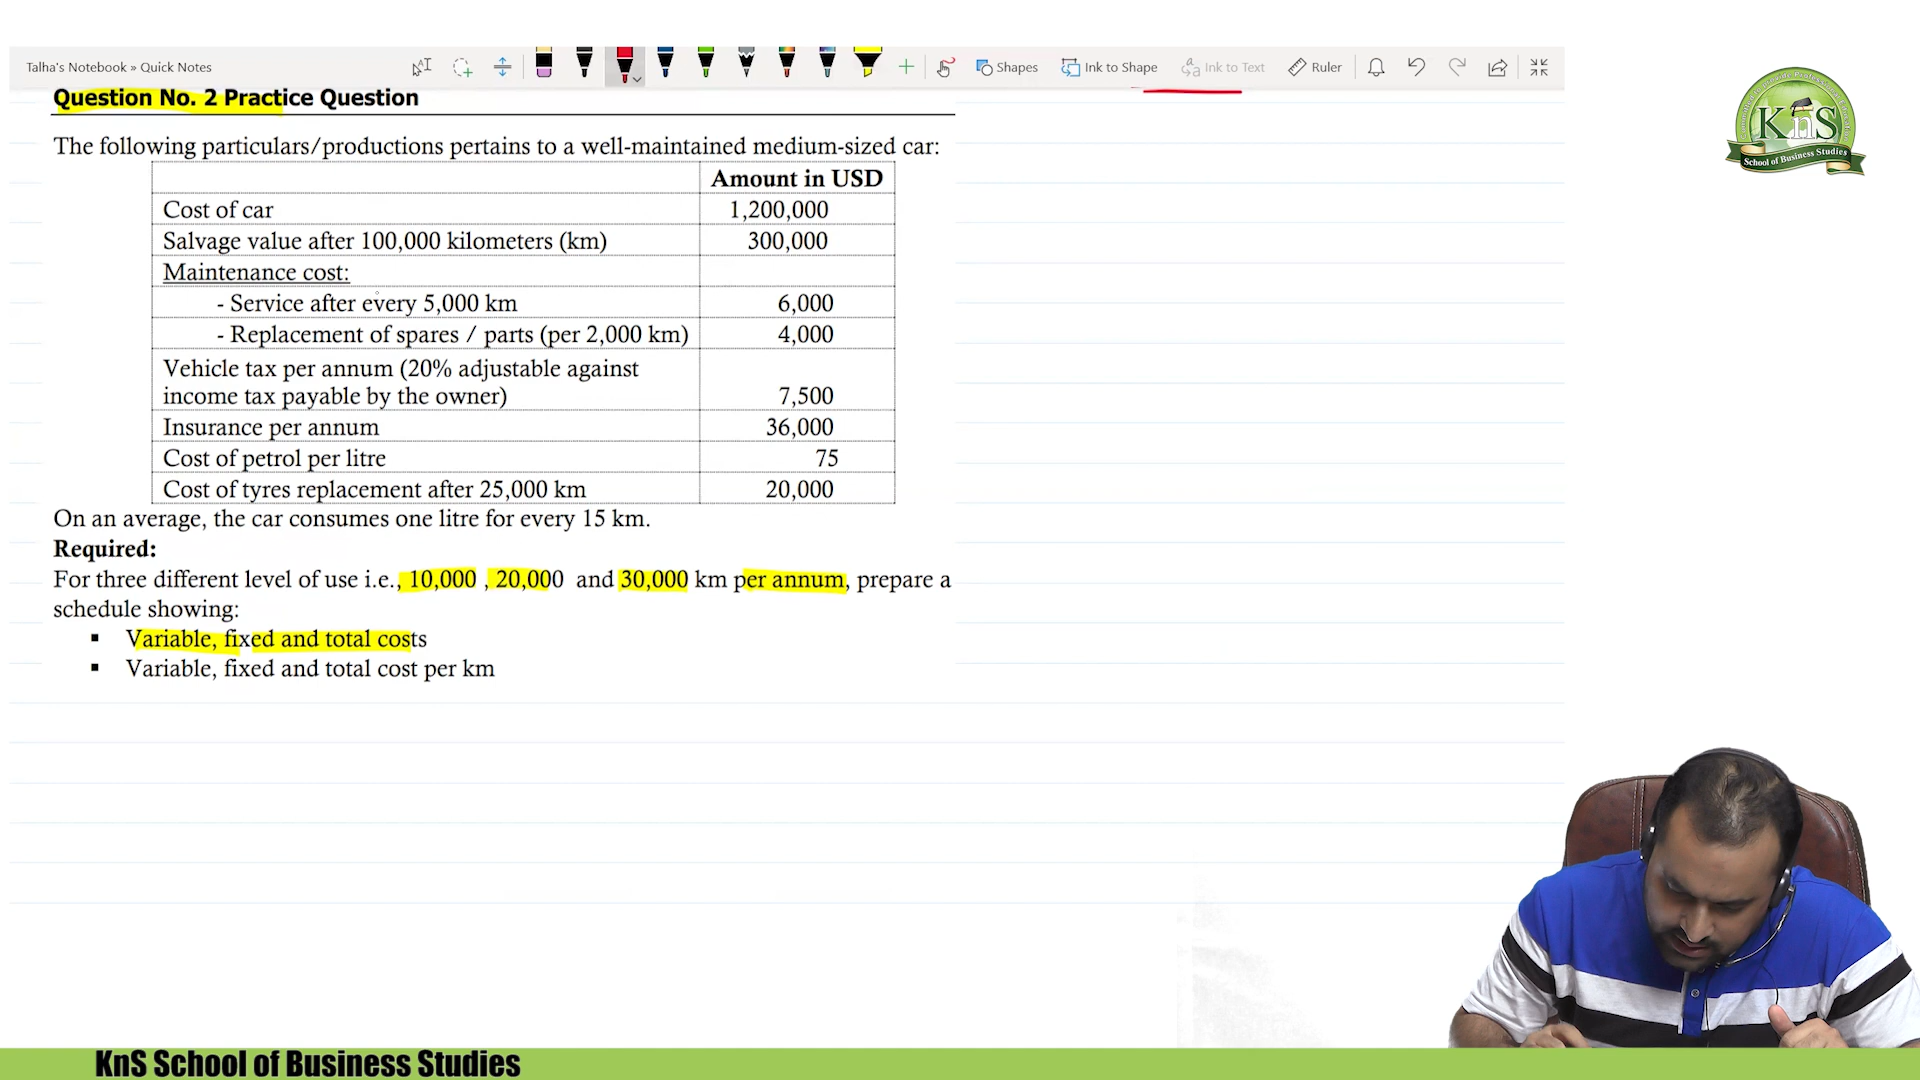 Talha's Notebook » Quick Notes
Shapes
Ink to Shape
Ink to Text
Ruler
Question No. 2 Practice Question
The following particulars/productions pertains to a well-maintained medium-sized car:
Amount in USD
Cost of car 1,200,000
Salvage value after 100,000 kilometers (km) 300,000
Maintenance cost:
- Service after every 5,000 km 6,000
- Replacement of spares / parts (per 2,000 km) 4,000
Vehicle tax per annum (20% adjustable against
income tax payable by the owner) 7,500
Insurance per annum 36,000
Cost of petrol per litre 75
Cost of tyres replacement after 25,000 km 20,000
On an average, the car consumes one litre for every 15 km.
Required:
For three different level of use i.e., 10,000 , 20,000 and 30,000 km per annum, prepare a
schedule showing:
▪ Variable, fixed and total costs
▪ Variable, fixed and total cost per km
KnS
School of Business Studies
KnS School of Business Studies